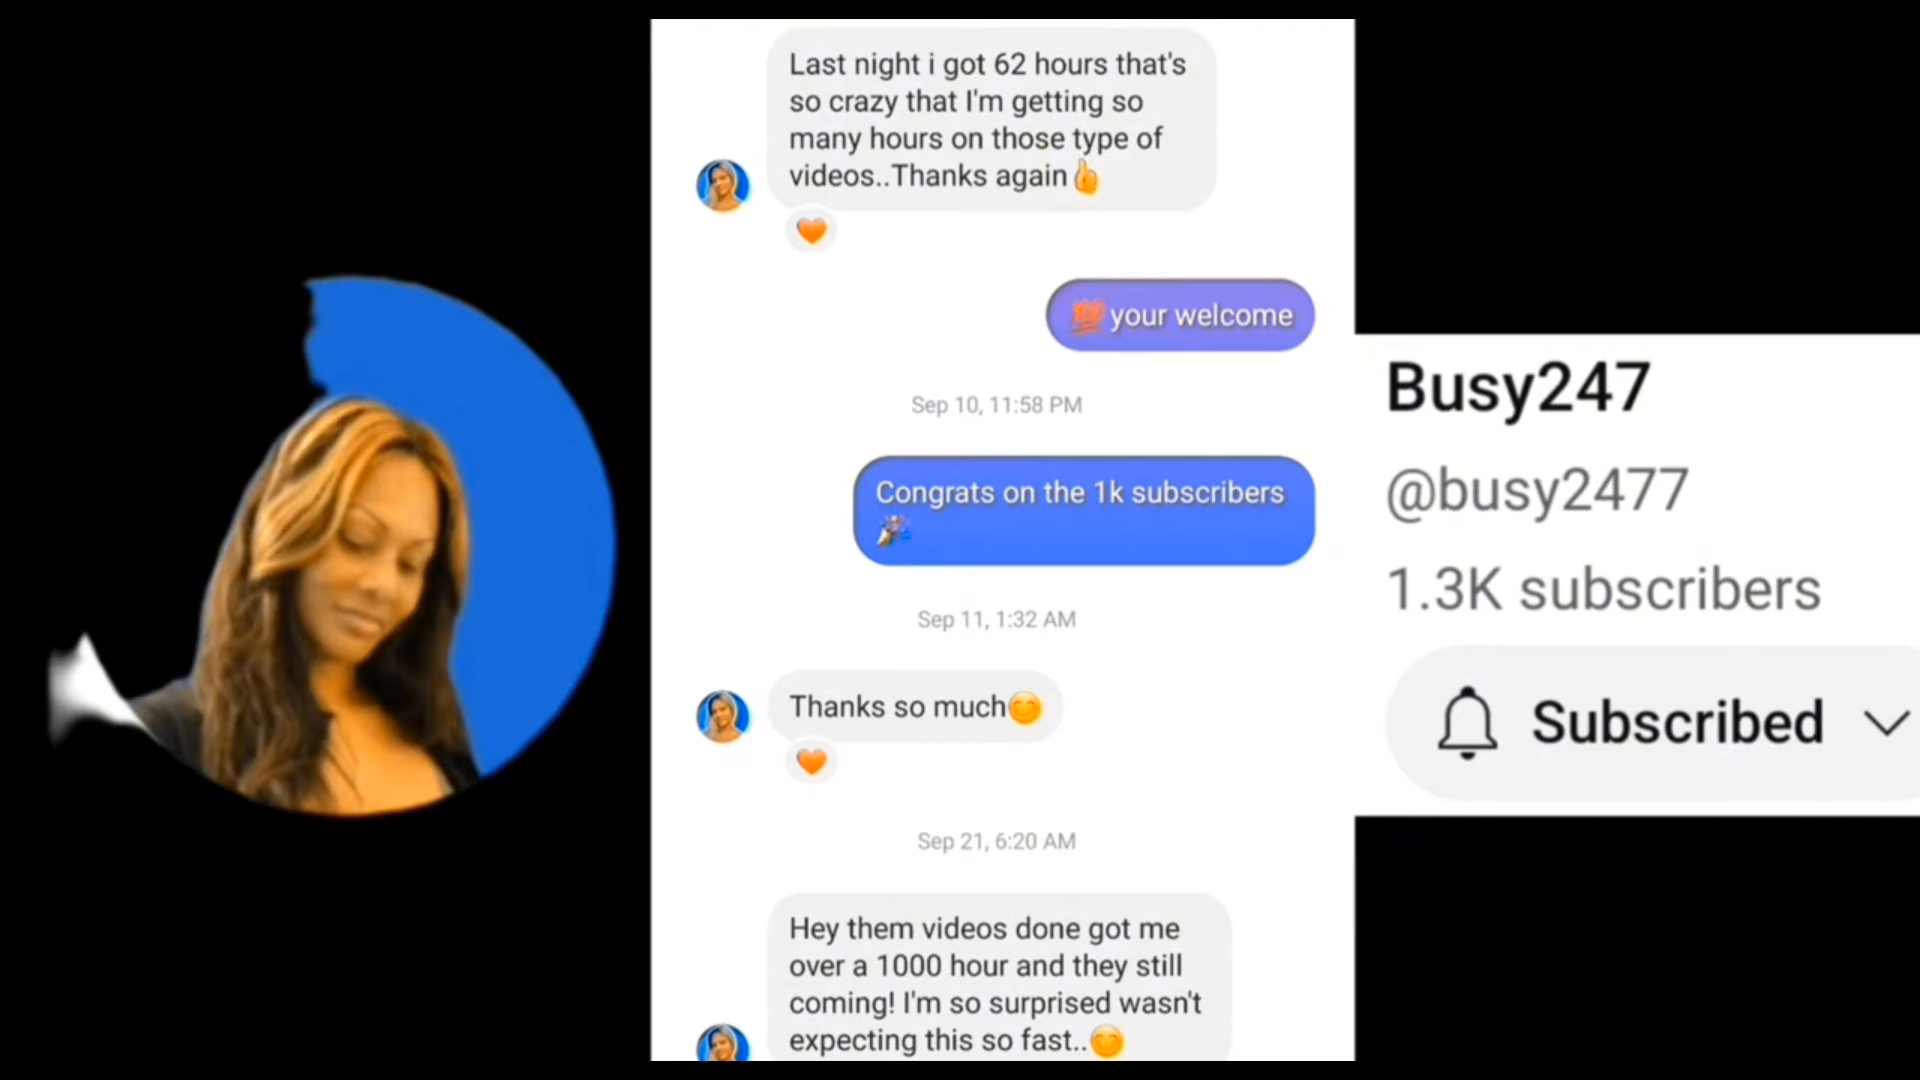 Last night i got 62 hours that's
so crazy that I'm getting so
many hours on those type of
videos..Thanks again👍
🧡
💯your welcome
Sep 10, 11:58 PM
Congrats on the 1k subscribers
🎉
Sep 11, 1:32 AM
Thanks so much😊
🧡
Sep 21, 6:20 AM
Hey them videos done got me
over a 1000 hour and they still
coming! I'm so surprised wasn't
expecting this so fast..😊
Busy247
@busy2477
1.3K subscribers
Subscribed